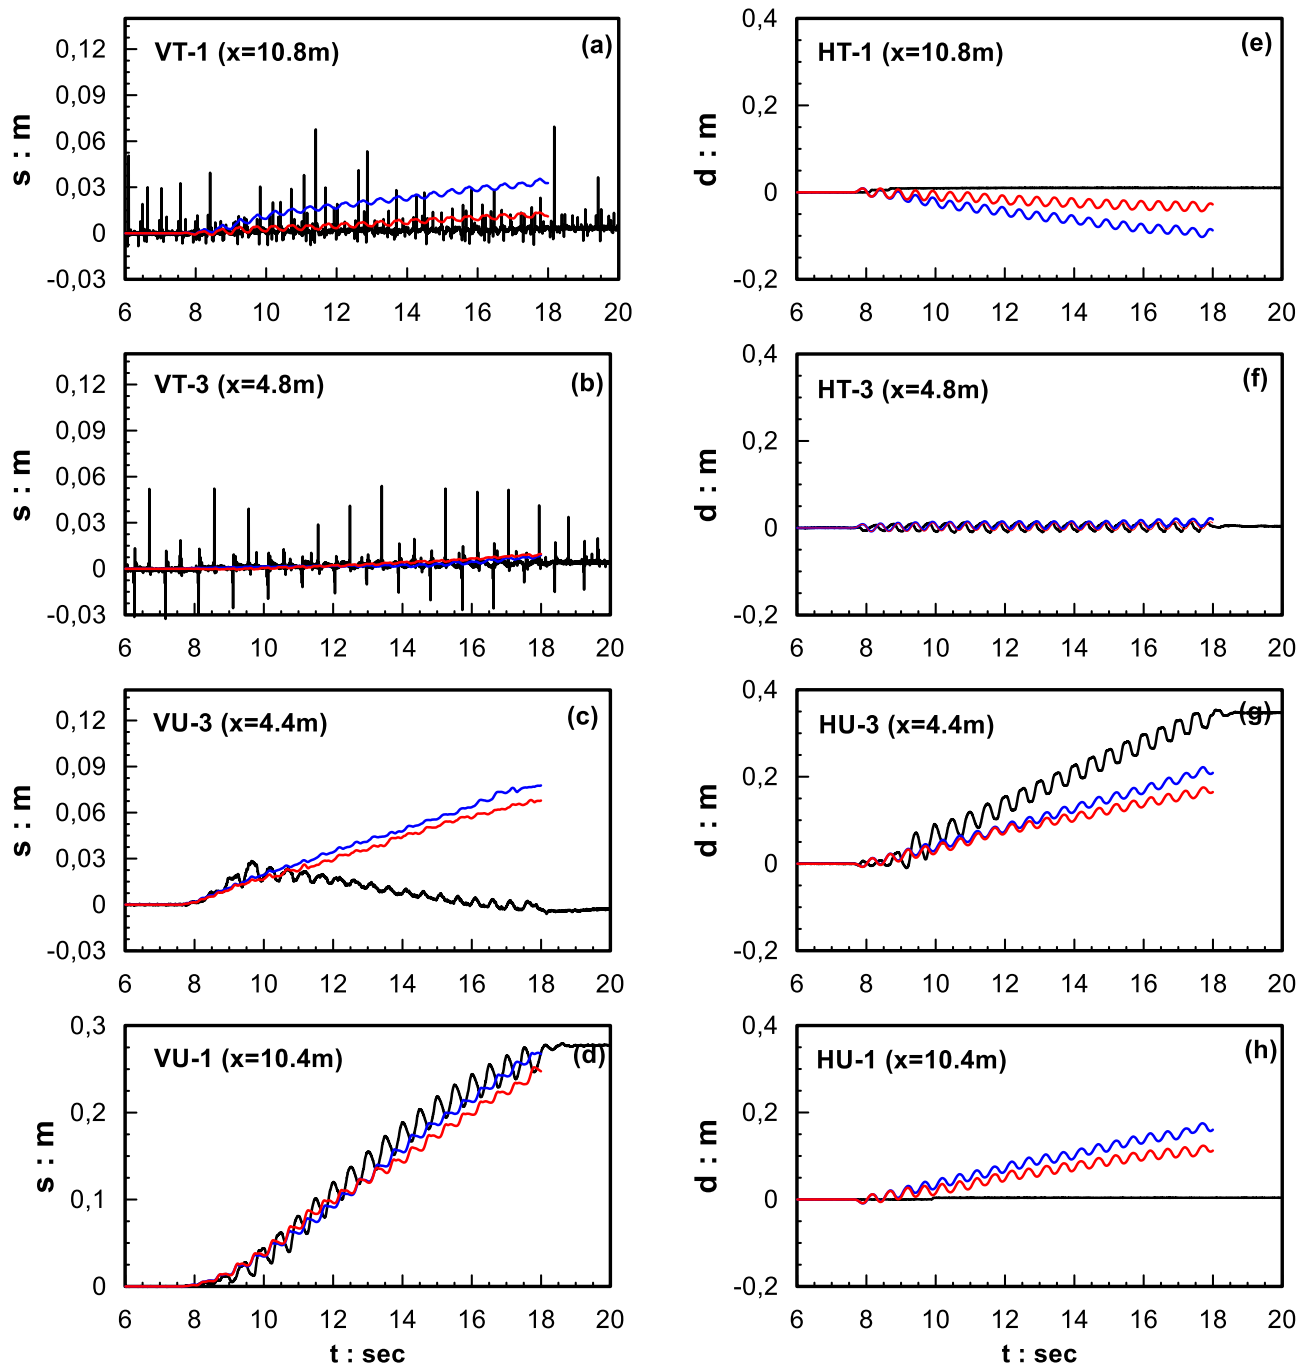 0,12
0,09
0,06
0,03
0
-0,03
s : m
VT-1 (x=10.8m)
(a)
6 8 10 12 14 16 18 20
0,4
0,2
0
-0,2
d : m
HT-1 (x=10.8m)
(e)
6 8 10 12 14 16 18 20
0,12
0,09
0,06
0,03
0
-0,03
s : m
VT-3 (x=4.8m)
(b)
6 8 10 12 14 16 18 20
0,4
0,2
0
-0,2
d : m
HT-3 (x=4.8m)
(f)
6 8 10 12 14 16 18 20
0,12
0,09
0,06
0,03
0
-0,03
s : m
VU-3 (x=4.4m)
(c)
6 8 10 12 14 16 18 20
0,4
0,2
0
-0,2
d : m
HU-3 (x=4.4m)
(g)
6 8 10 12 14 16 18 20
0,3
0,2
0,1
0
s : m
VU-1 (x=10.4m)
(d)
6 8 10 12 14 16 18 20
t : sec
0,4
0,2
0
-0,2
d : m
HU-1 (x=10.4m)
(h)
6 8 10 12 14 16 18 20
t : sec